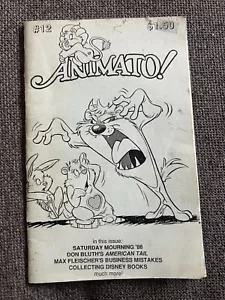 #12
$1.50
ANIMATO!
in this issue:
SATURDAY MOURNING '86
DON BLUTH'S AMERICAN TAIL
MAX FLEISCHER'S BUSINESS MISTAKES
COLLECTING DISNEY BOOKS
much more!